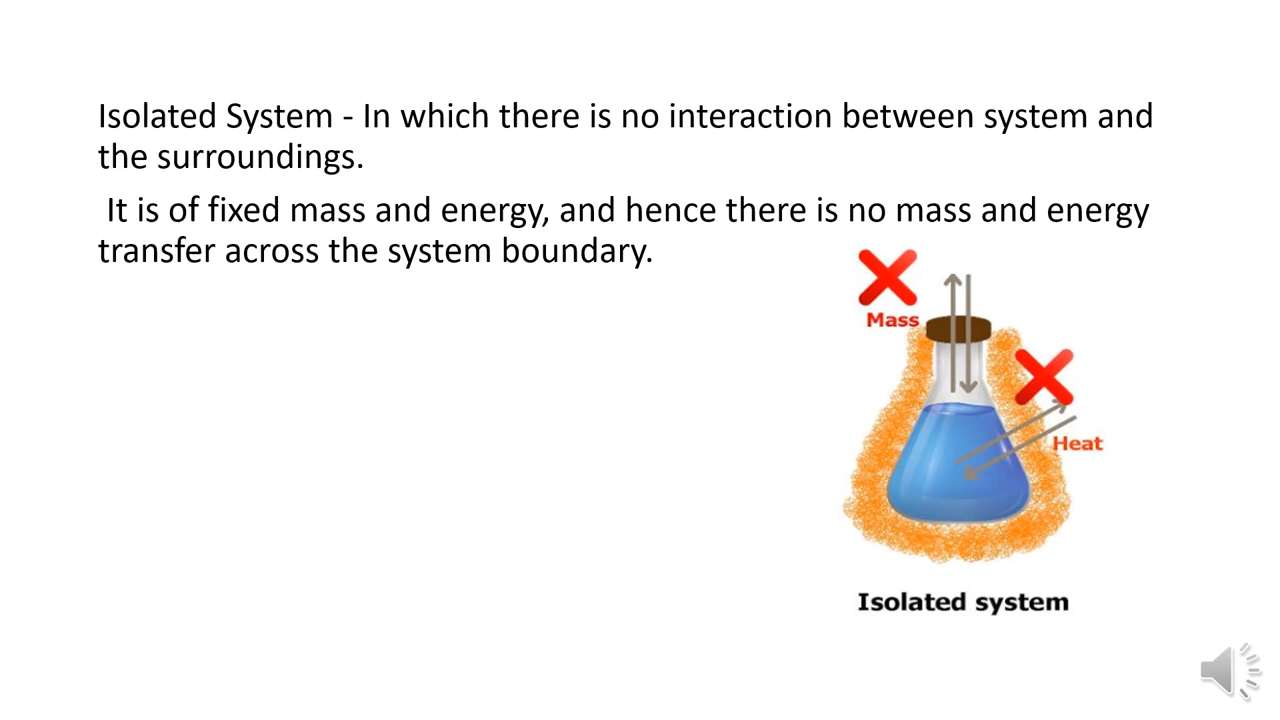 Isolated System - In which there is no interaction between system and
the surroundings.
It is of fixed mass and energy, and hence there is no mass and energy
transfer across the system boundary.
Mass
Heat
Isolated system